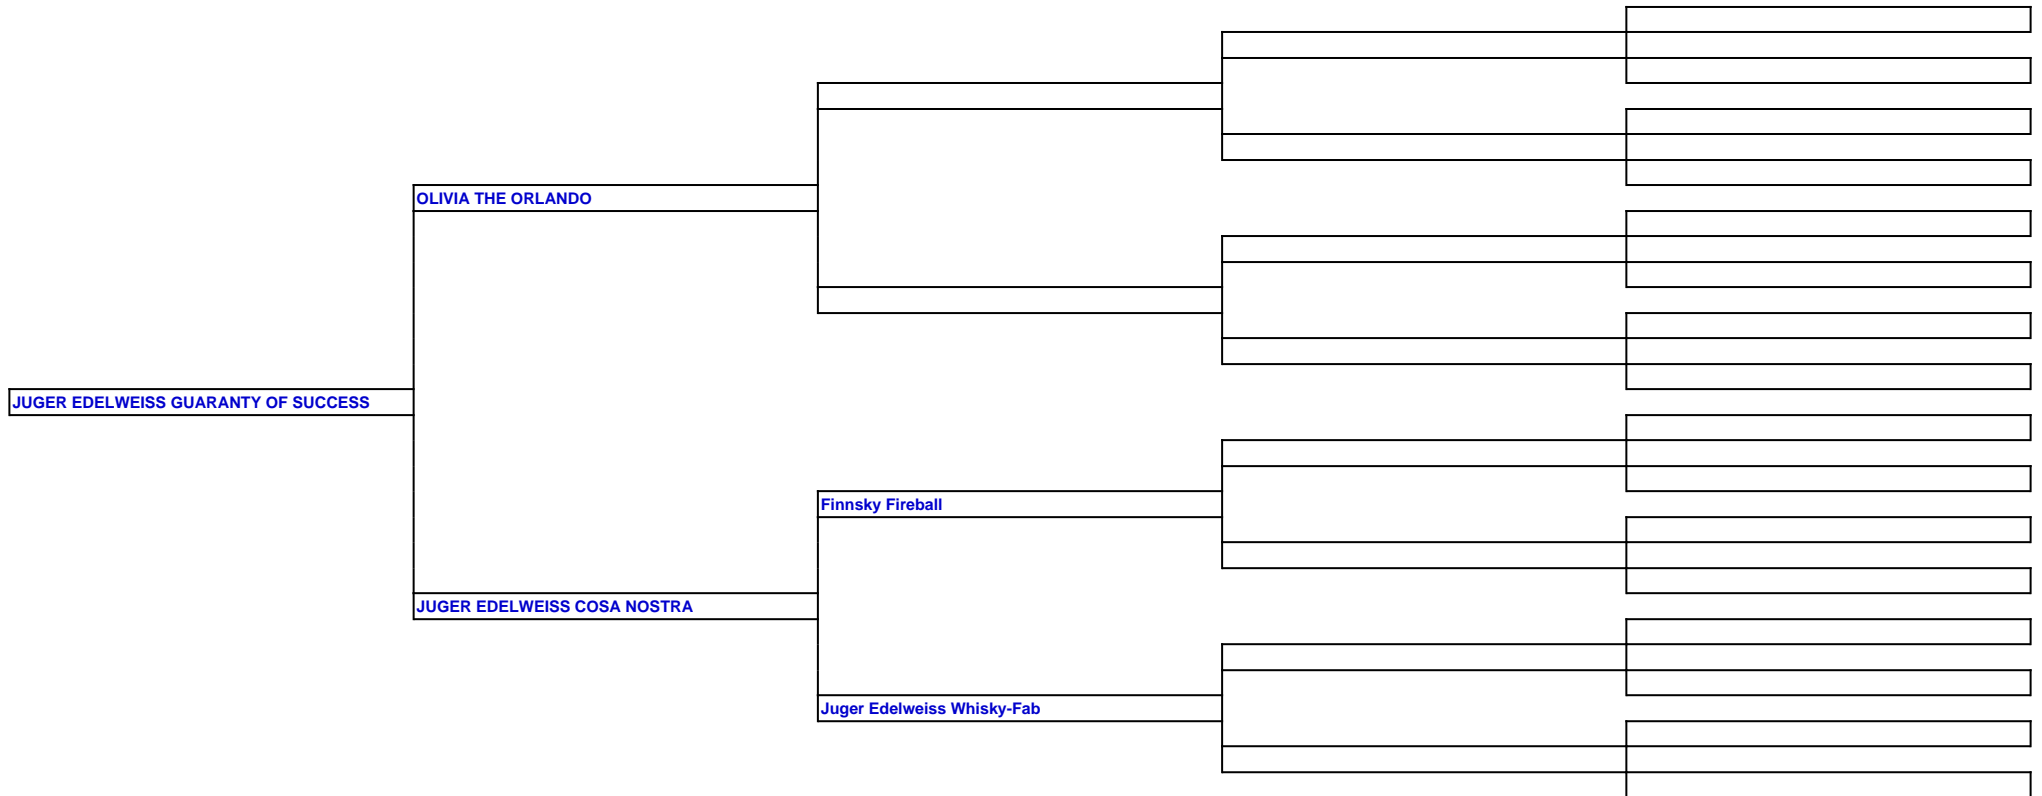 OLIVIA THE ORLANDO
JUGER EDELWEISS GUARANTY OF SUCCESS
Finnsky Fireball
JUGER EDELWEISS COSA NOSTRA
Juger Edelweiss Whisky-Fab